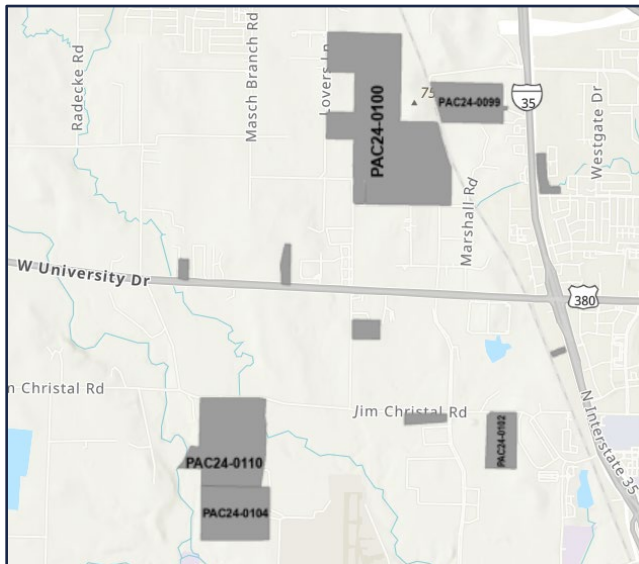 Radecke Rd
Masch Branch Rd
Lovers Ln
PAC24-0100
75
PAC24-0099
35
Westgate Dr
Marshall Rd
W University Dr
380
m Christal Rd
Jim Christal Rd
PAC24-0102
N Interstate 35
PAC24-0110
PAC24-0104